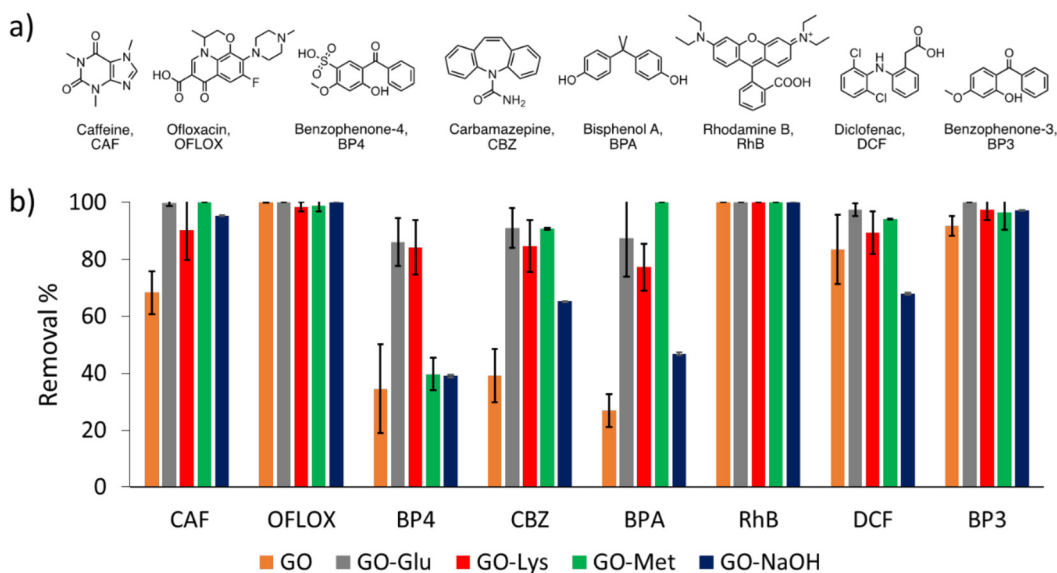 a)
Caffeine,
CAF
Ofloxacin,
OFLOX
Benzophenone-4,
BP4
Carbamazepine,
CBZ
Bisphenol A,
BPA
Rhodamine B,
RhB
Diclofenac,
DCF
Benzophenone-3,
BP3
b)
Removal %
100
80
60
40
20
0
CAF OFLOX BP4 CBZ BPA RhB DCF BP3
GO GO-Glu GO-Lys GO-Met GO-NaOH